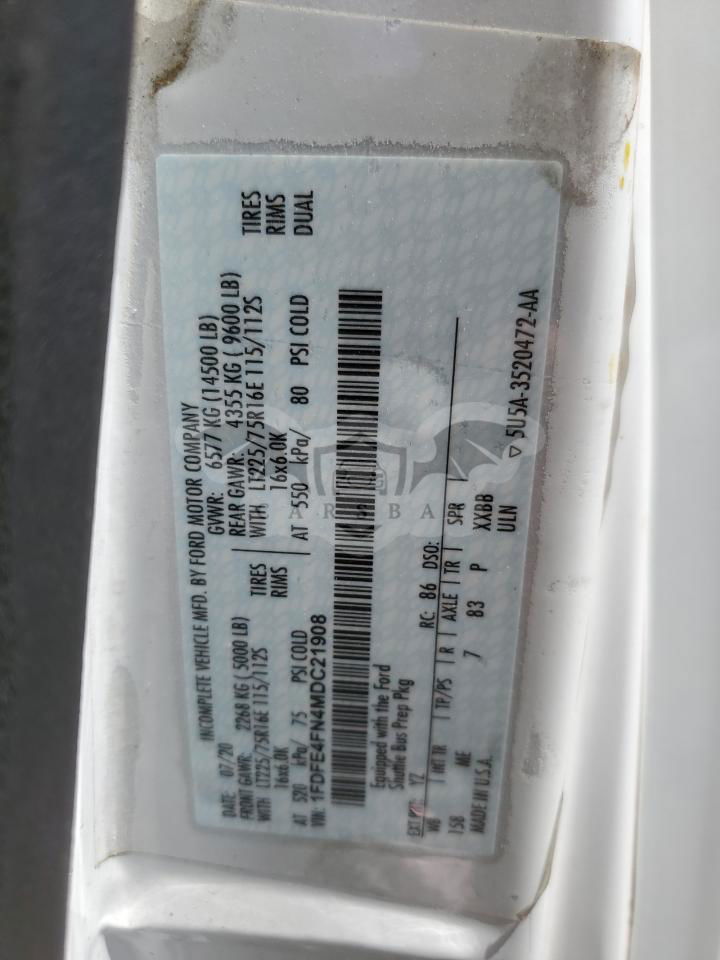 INCOMPLETE VEHICLE MFD. BY FORD MOTOR COMPANY
DATE: 07/20 GVWR: 6577 KG (14500 LB)
FRONT GAWR: 2268 KG (5000 LB) REAR GAWR: 4355 KG ( 9600 LB)
WITH LT225/75R16E 115/112S TIRES WITH LT225/75R16E 115/112S TIRES
16x6.0K RIMS 16x6.0K RIMS
AT 520 kPa/ 75 PSI COLD AT 550 kPa/ 80 PSI COLD DUAL
VIN: 1FDFE4FN4MDC21908
Equipped with the Ford
Shuttle Bus Prep Pkg
EXT PNT: YZ RC: 86 DSO:
WB INT TR TP/PS R AXLE TR SPR
158 ME 7 83 P XXBB
MADE IN U.S.A. ULN
5U5A-3520472-AA